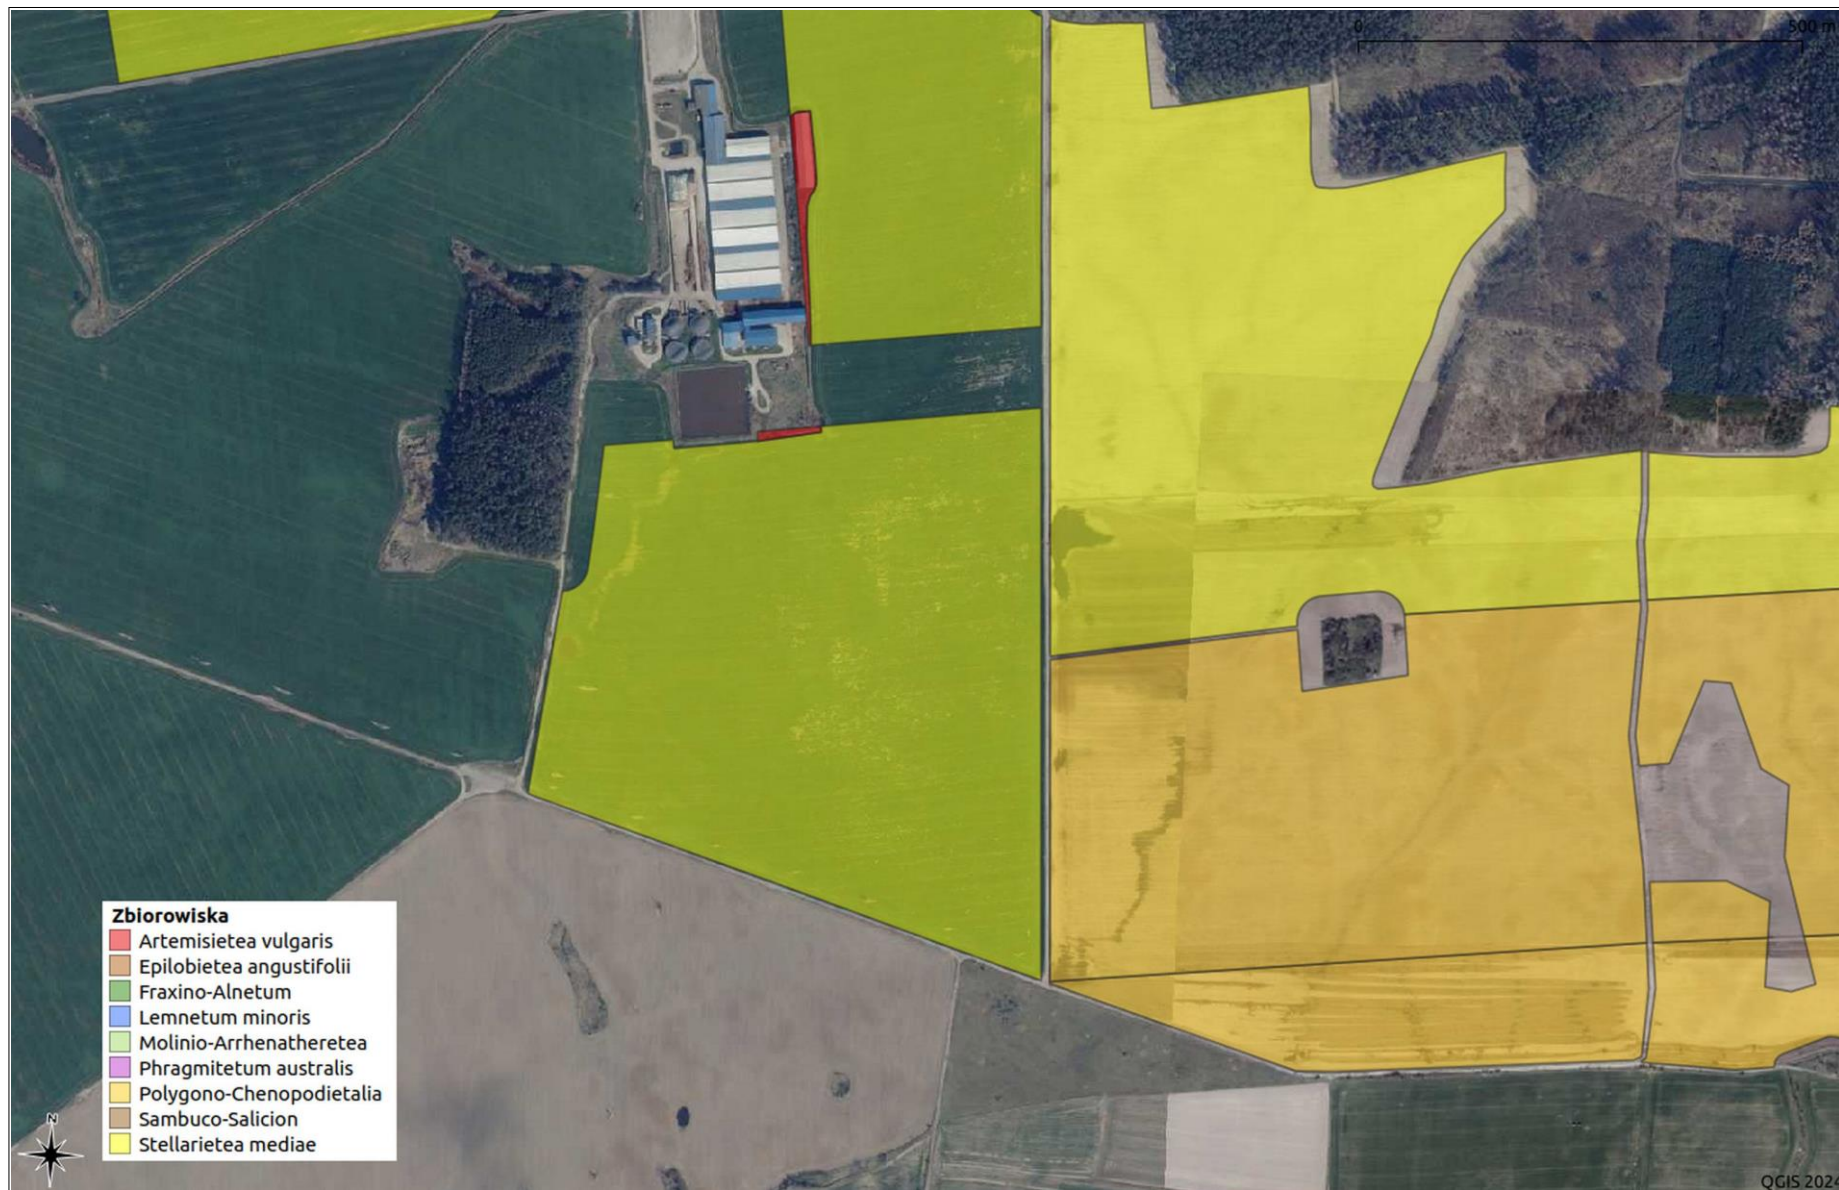 0 500 m
Zbiorowiska
Artemisietea vulgaris
Epilobietea angustifolii
Fraxino-Alnetum
Lemnetum minoris
Molinio-Arrhenatheretea
Phragmitetum australis
Polygono-Chenopodietalia
Sambuco-Salicion
Stellarietea mediae
N
QGIS 2024